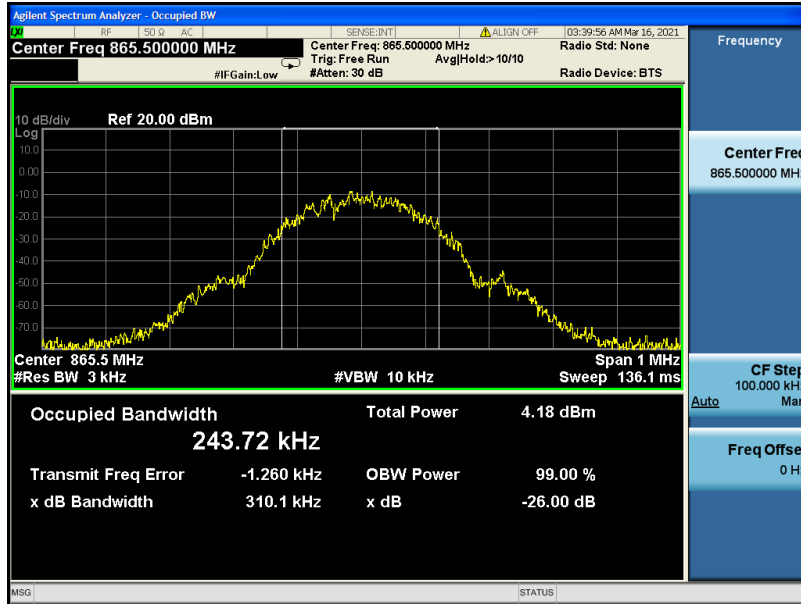 Agilent Spectrum Analyzer - Occupied BW
LXI RF 50 Ω AC SENSE:INT ALIGN OFF 03:39:56 AM Mar 16, 2021
Center Freq 865.500000 MHz
Center Freq: 865.500000 MHz
Radio Std: None
Trig: Free Run Avg|Hold:> 10/10
#IFGain:Low
#Atten: 30 dB
Radio Device: BTS
10 dB/div Ref 20.00 dBm
Log
10.0
0.00
-10.0
-20.0
-30.0
-40.0
-50.0
-60.0
-70.0
Center 865.5 MHz Span 1 MHz
#Res BW 3 kHz #VBW 10 kHz Sweep 136.1 ms
Occupied Bandwidth Total Power 4.18 dBm
243.72 kHz
Transmit Freq Error -1.260 kHz OBW Power 99.00 %
x dB Bandwidth 310.1 kHz x dB -26.00 dB
MSG STATUS
Frequency
Center Freq
865.500000 MH
CF Step
100.000 kH
Auto Ma
Freq Offse
0 H